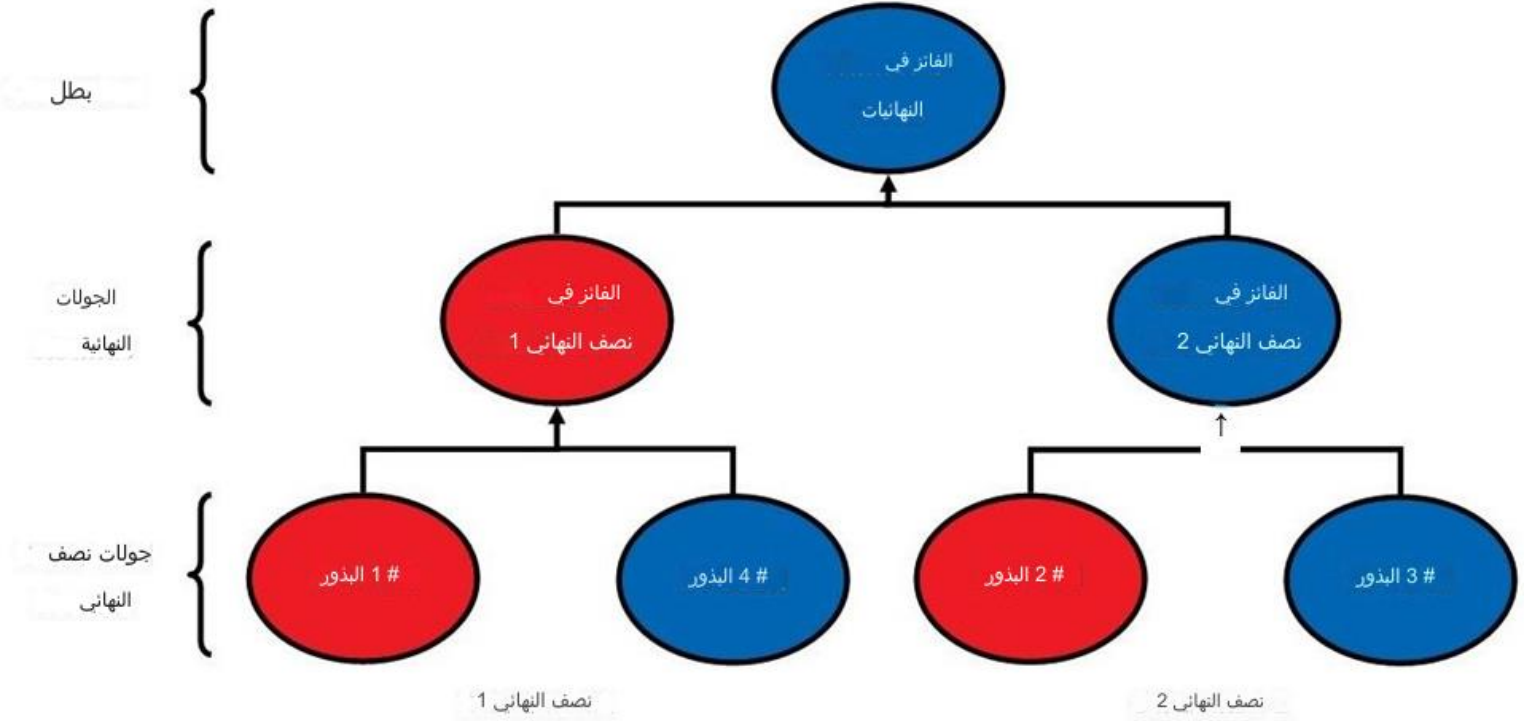 الفائز في
النهائيات
بطل
الفائز في
نصف النهائي 1
الفائز في
نصف النهائي 2
الجولات
النهائية
# 1 البذور
# 4 البذور
# 2 البذور
# 3 البذور
جولات نصف
النهائي
نصف النهائي 1
نصف النهائي 2